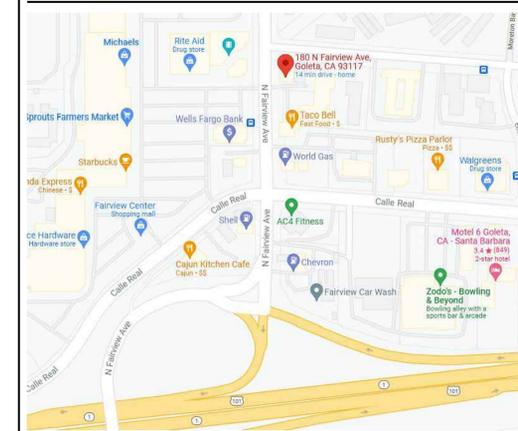 Michaels
Rite Aid
Drug store
180 N Fairview Ave,
Goleta, CA 93117
14 min drive - home
Moreton Ba
N Fairview Ave
Sprouts Farmers Market
Wells Fargo Bank
Taco Bell
Fast Food • $
Rusty's Pizza Parlor
Pizza • $$
Starbucks
World Gas
Walgreens
Drug store
nda Express
Chinese • $
Fairview Center
Shopping mall
Calle Real
Shell
AC4 Fitness
Calle Real
ce Hardware
Hardware store
N Fairview Ave
Motel 6 Goleta,
CA - Santa Barbara
3.4 ★ (849)
2-star hotel
Cajun Kitchen Cafe
Cajun • $$
Chevron
Calle Real
Fairview Car Wash
Zodo's - Bowling
& Beyond
Bowling alley with a
sports bar & arcade
N Fairview Ave
Calle Real
1
101
1
101
1